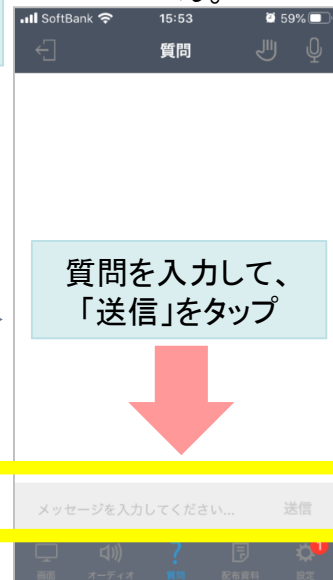 SoftBank 15:53 59%
質問
質問を入力して、
「送信」をタップ
メッセージを入力してください... 送信
画面 オーディオ 質問 配布資料 設定
1